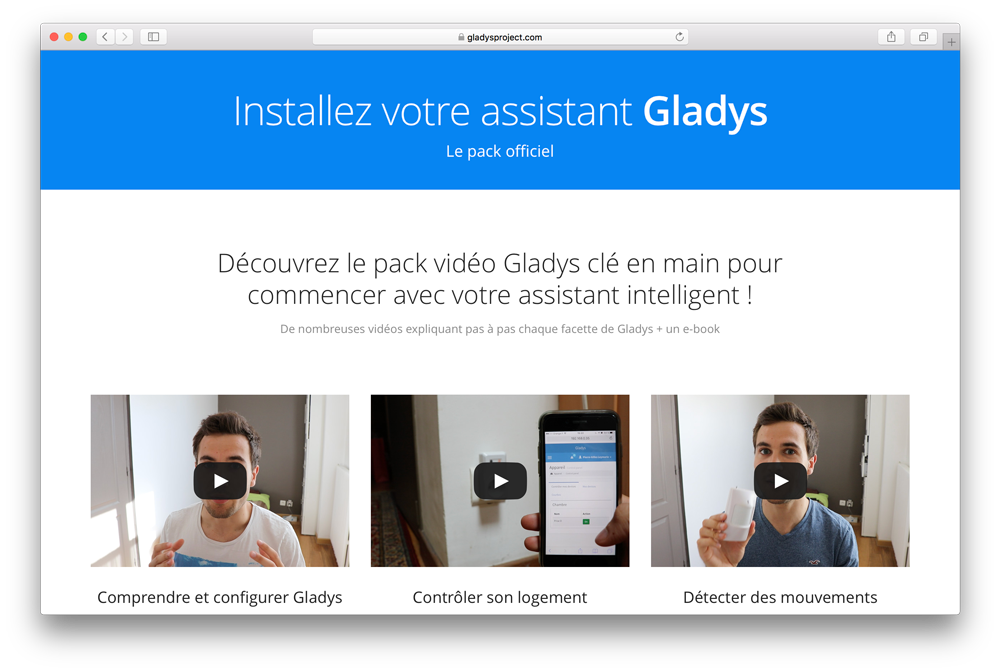 gladysproject.com
Installez votre assistant Gladys
Le pack officiel
Découvrez le pack vidéo Gladys clé en main pour
commencer avec votre assistant intelligent !
De nombreuses vidéos expliquant pas à pas chaque facette de Gladys + un e-book
Gladys
Appareil
Comprendre et configurer Gladys
Contrôler son logement
Détecter des mouvements